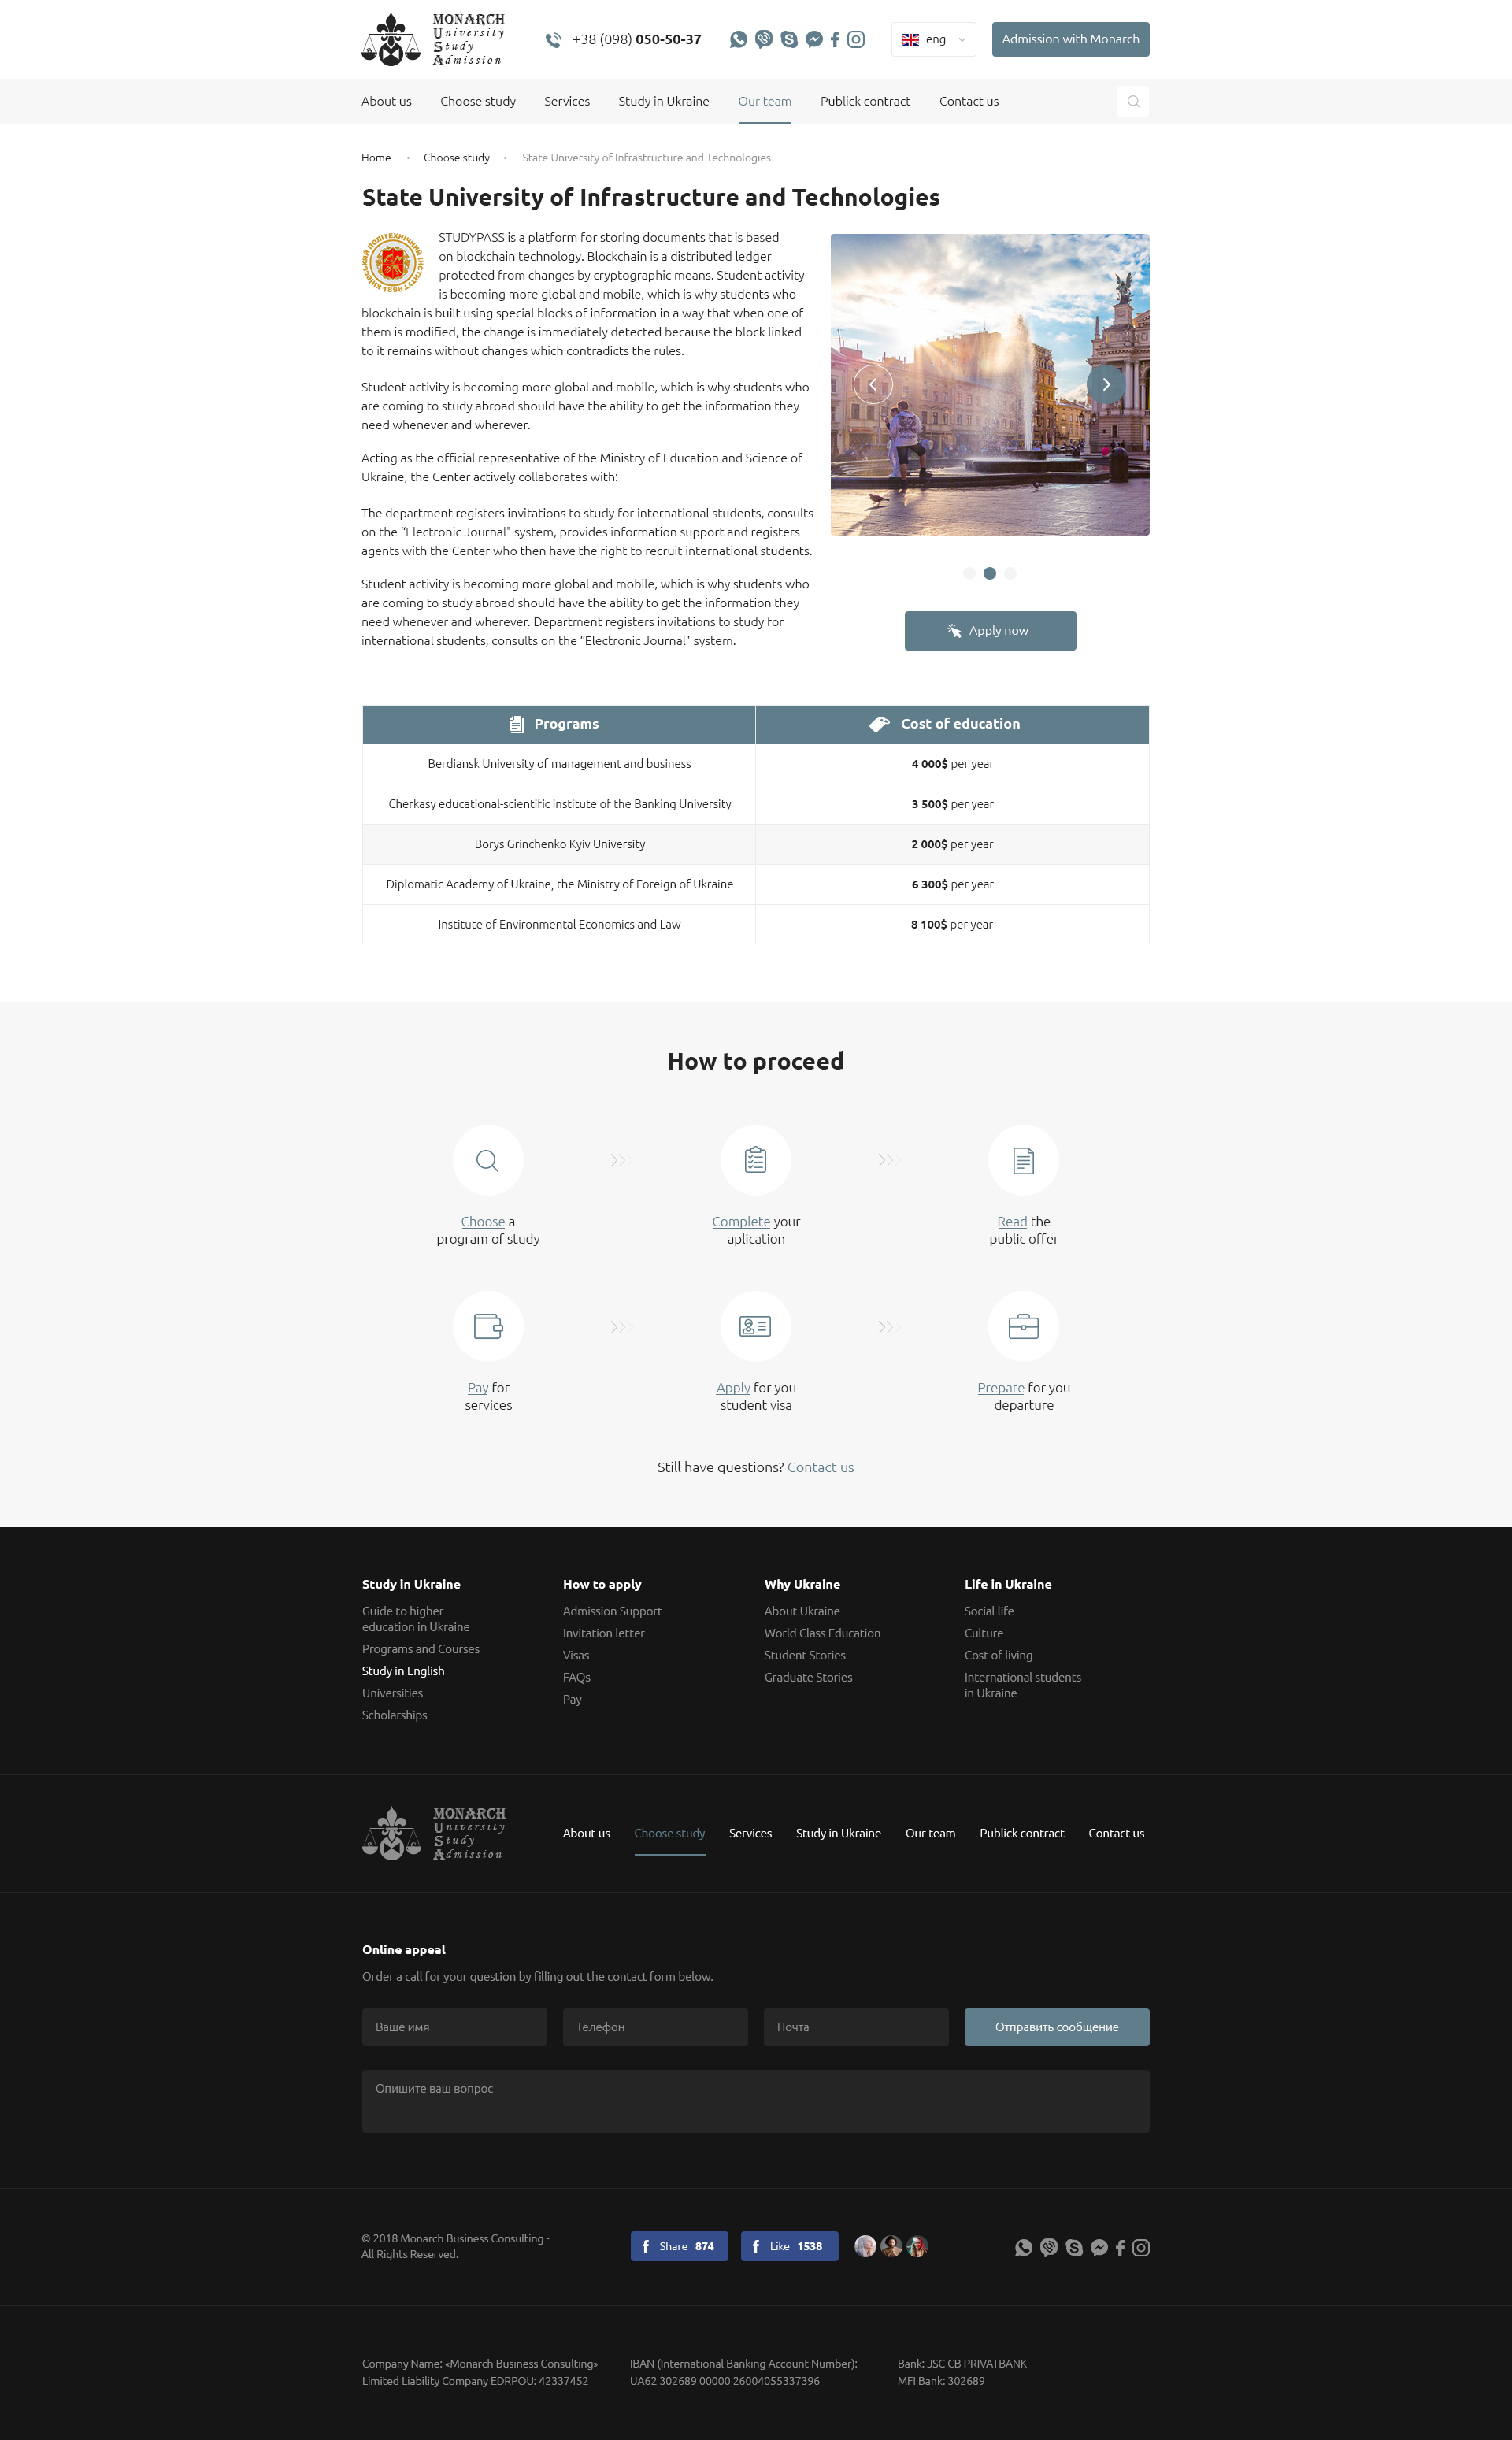 MONARCH
University
Study
Admission
+38 (098) 050-50-37
eng
Admission with Monarch
About us
Choose study
Services
Study in Ukraine
Our team
Publick contract
Contact us
Home • Choose study • State University of Infrastructure and Technologies
State University of Infrastructure and Technologies
STUDYPASS is a platform for storing documents that is based
on blockchain technology. Blockchain is a distributed ledger
protected from changes by cryptographic means. Student activity
is becoming more global and mobile, which is why students who
blockchain is built using special blocks of information in a way that when one of
them is modified, the change is immediately detected because the block linked
to it remains without changes which contradicts the rules.
Student activity is becoming more global and mobile, which is why students who
are coming to study abroad should have the ability to get the information they
need whenever and wherever.
Acting as the official representative of the Ministry of Education and Science of
Ukraine, the Center actively collaborates with:
The department registers invitations to study for international students, consults
on the “Electronic Journal" system, provides information support and registers
agents with the Center who then have the right to recruit international students.
Student activity is becoming more global and mobile, which is why students who
are coming to study abroad should have the ability to get the information they
need whenever and wherever. Department registers invitations to study for
international students, consults on the “Electronic Journal" system.
Apply now
Programs
Cost of education
Berdiansk University of management and business
4 000$ per year
Cherkasy educational-scientific institute of the Banking University
3 500$ per year
Borys Grinchenko Kyiv University
2 000$ per year
Diplomatic Academy of Ukraine, the Ministry of Foreign of Ukraine
6 300$ per year
Institute of Environmental Economics and Law
8 100$ per year
How to proceed
Choose a
program of study
Complete your
aplication
Read the
public offer
Pay for
services
Apply for you
student visa
Prepare for you
departure
Still have questions? Contact us
Study in Ukraine
Guide to higher
education in Ukraine
Programs and Courses
Study in English
Universities
Scholarships
How to apply
Admission Support
Invitation letter
Visas
FAQs
Pay
Why Ukraine
About Ukraine
World Class Education
Student Stories
Graduate Stories
Life in Ukraine
Social life
Culture
Cost of living
International students
in Ukraine
MONARCH
University
Study
Admission
About us
Choose study
Services
Study in Ukraine
Our team
Publick contract
Contact us
Online appeal
Order a call for your question by filling out the contact form below.
Ваше имя
Телефон
Почта
Отправить сообщение
Опишите ваш вопрос
© 2018 Monarch Business Consulting -
All Rights Reserved.
Share 874
Like 1538
Company Name: «Monarch Business Consulting»
Limited Liability Company EDRPOU: 42337452
IBAN (International Banking Account Number):
UA62 302689 00000 26004055337396
Bank: JSC CB PRIVATBANK
MFI Bank: 302689